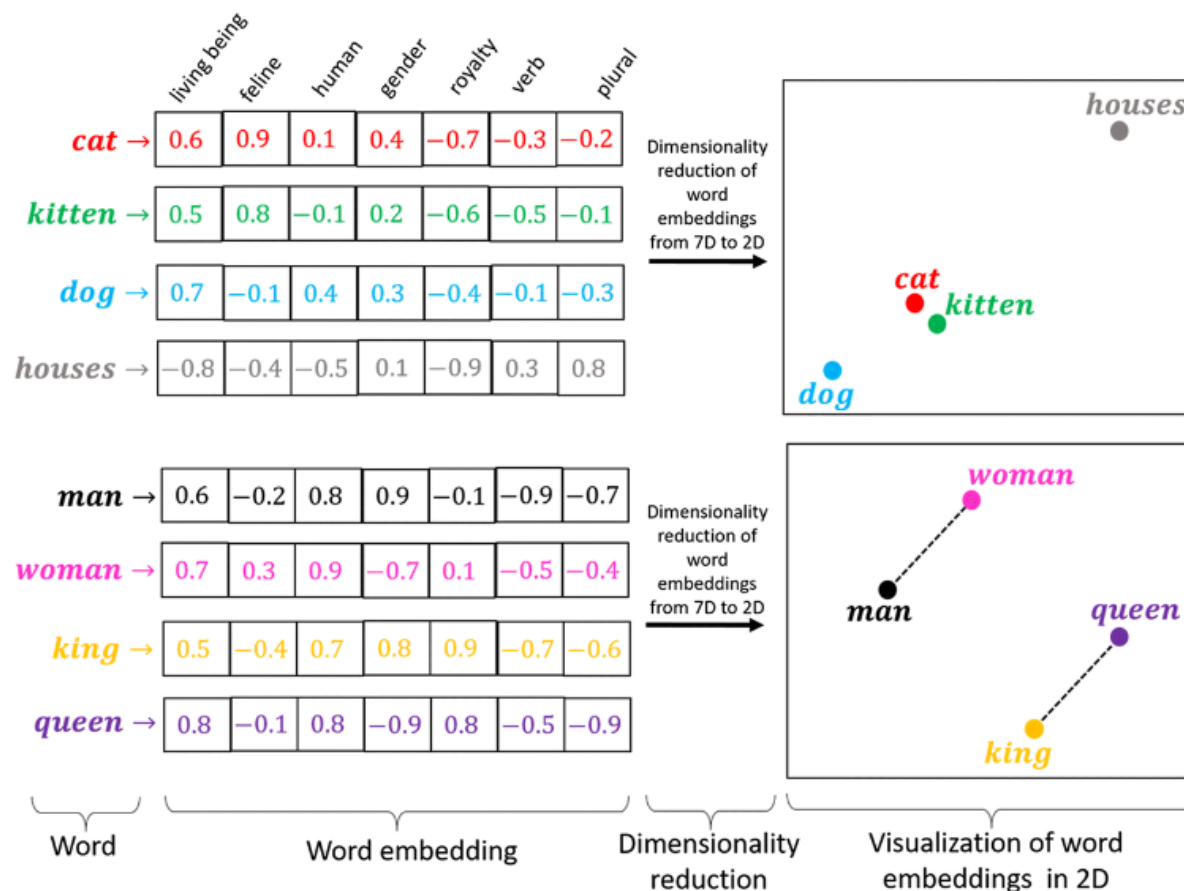 living being feline human gender royalty verb plural
cat → 0.6 0.9 0.1 0.4 −0.7 −0.3 −0.2
kitten → 0.5 0.8 −0.1 0.2 −0.6 −0.5 −0.1
dog → 0.7 −0.1 0.4 0.3 −0.4 −0.1 −0.3
houses → −0.8 −0.4 −0.5 0.1 −0.9 0.3 0.8
Dimensionality
reduction of
word
embeddings
from 7D to 2D
houses
cat
kitten
dog
man → 0.6 −0.2 0.8 0.9 −0.1 −0.9 −0.7
woman → 0.7 0.3 0.9 −0.7 0.1 −0.5 −0.4
king → 0.5 −0.4 0.7 0.8 0.9 −0.7 −0.6
queen → 0.8 −0.1 0.8 −0.9 0.8 −0.5 −0.9
Dimensionality
reduction of
word
embeddings
from 7D to 2D
woman
man
queen
king
Word
Word embedding
Dimensionality
reduction
Visualization of word
embeddings in 2D